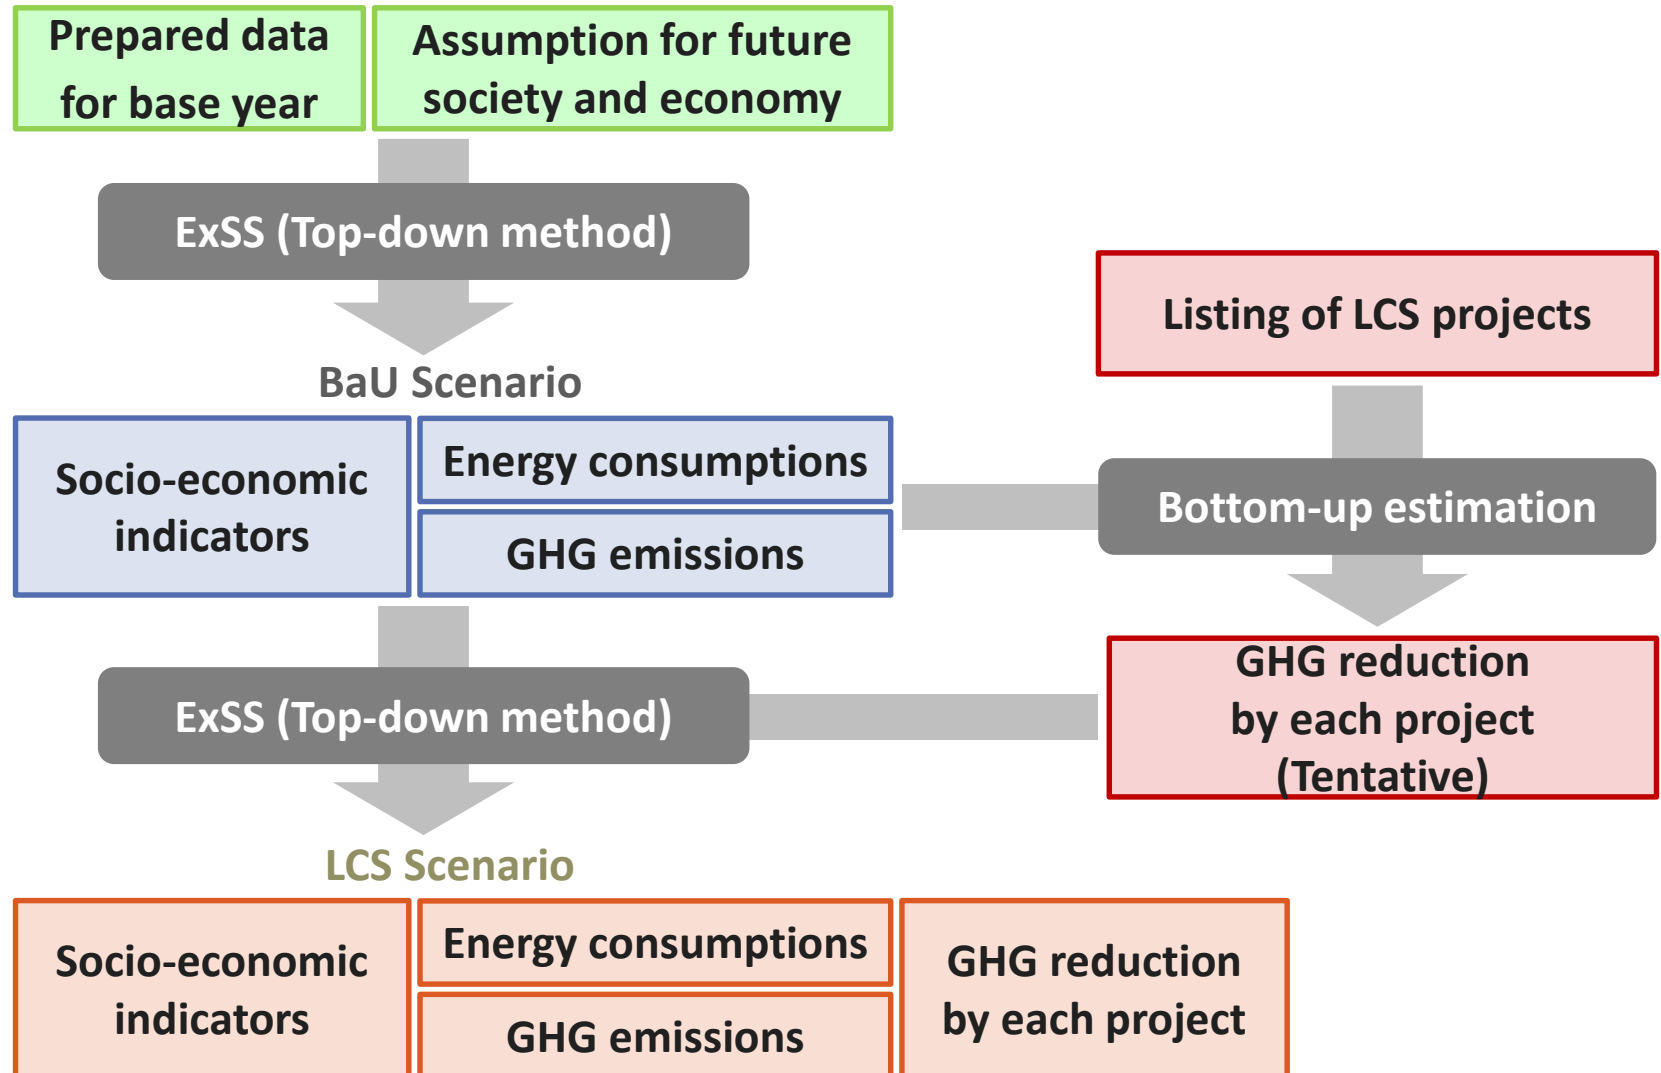 Prepared data
for base year
Assumption for future
society and economy
ExSS (Top-down method)
Listing of LCS projects
BaU Scenario
Socio-economic
indicators
Energy consumptions
GHG emissions
Bottom-up estimation
ExSS (Top-down method)
GHG reduction
by each project
(Tentative)
LCS Scenario
Socio-economic
indicators
Energy consumptions
GHG emissions
GHG reduction
by each project